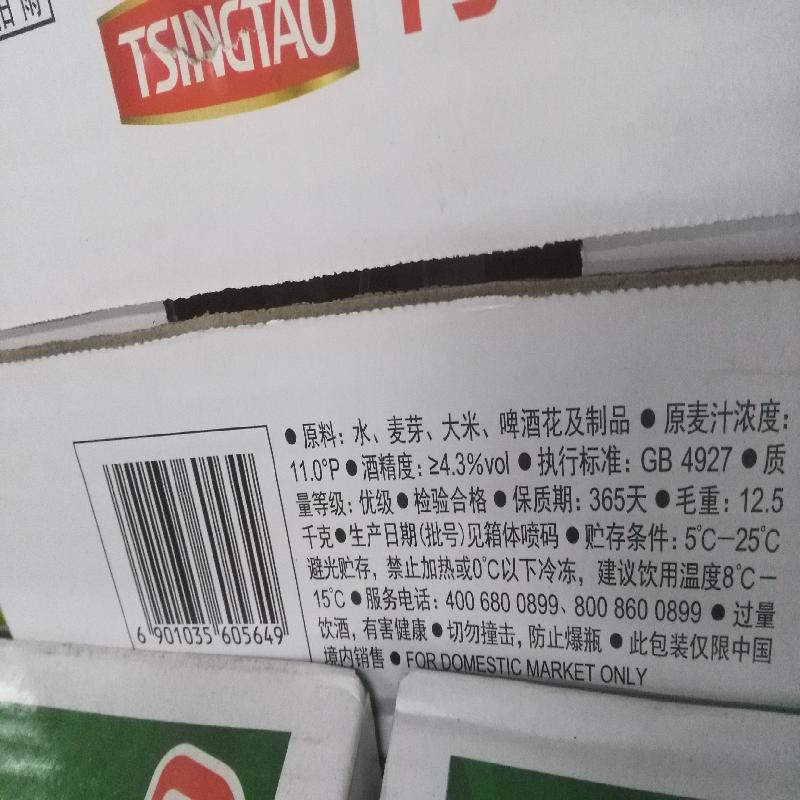 TSINGTAO
● 原料: 水、麦芽、大米、啤酒花及制品 ● 原麦汁浓度:
11.0°P ● 酒精度: ≥4.3%vol ● 执行标准: GB 4927 ● 质
量等级: 优级 ● 检验合格 ● 保质期: 365天 ● 毛重: 12.5
千克 ● 生产日期(批号)见箱体喷码 ● 贮存条件: 5℃—25℃
避光贮存, 禁止加热或0℃以下冷冻, 建议饮用温度8℃—
15℃ ● 服务电话: 400 680 0899、800 860 0899 ● 过量
饮酒, 有害健康 ● 切勿撞击, 防止爆瓶 ● 此包装仅限中国
境内销售 ● FOR DOMESTIC MARKET ONLY
6 901035 605649